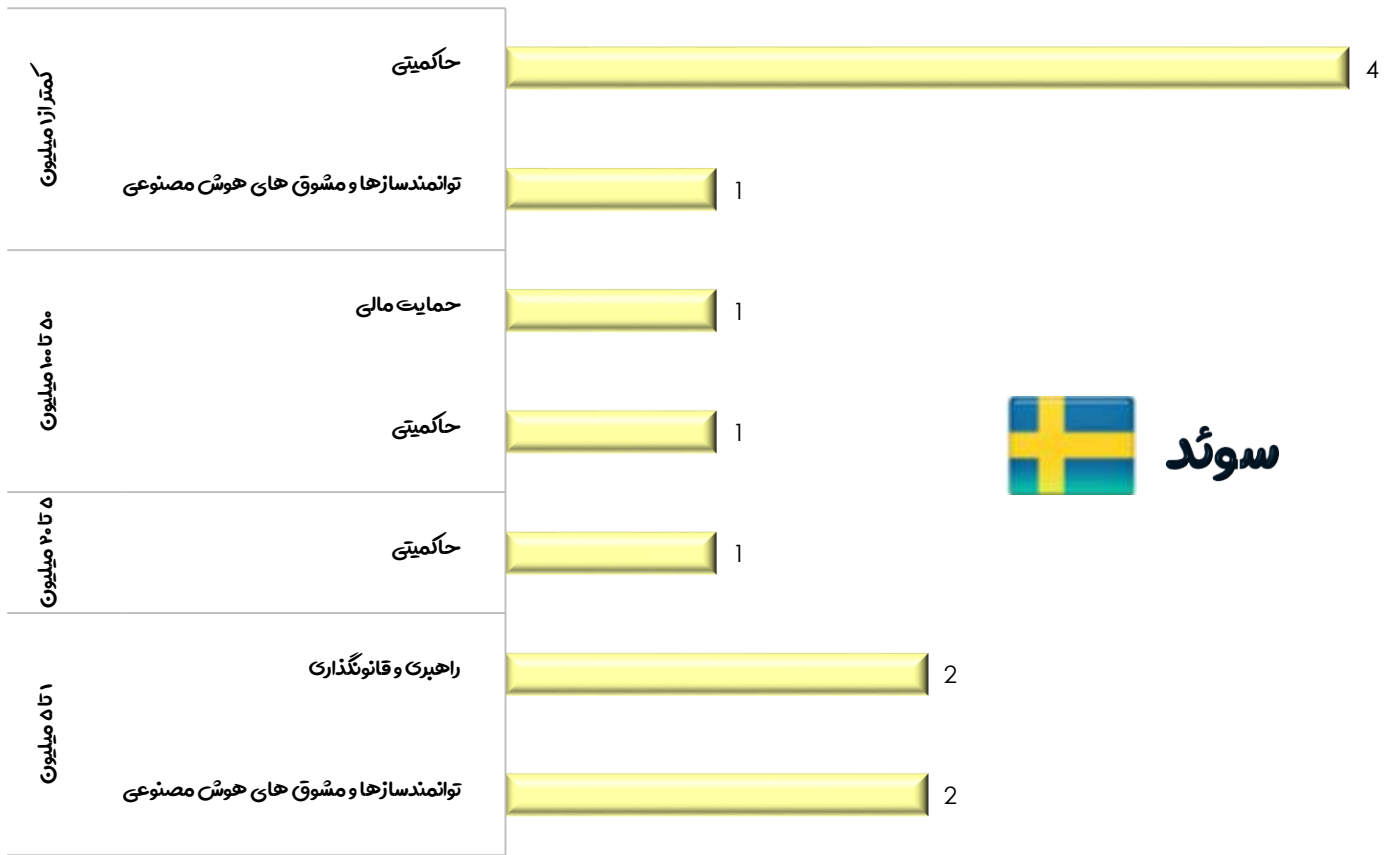 کمتر از ۱ میلیون
حاکمیتی
4
توانمندسازها و مشوق های هوش مصنوعی
1
۵۰ تا ۱۰۰ میلیون
حمایت مالی
1
حاکمیتی
1
سوئد
۵ تا ۲۰ میلیون
حاکمیتی
1
۱ تا ۵ میلیون
راهبری و قانونگذاری
2
توانمندسازها و مشوق های هوش مصنوعی
2